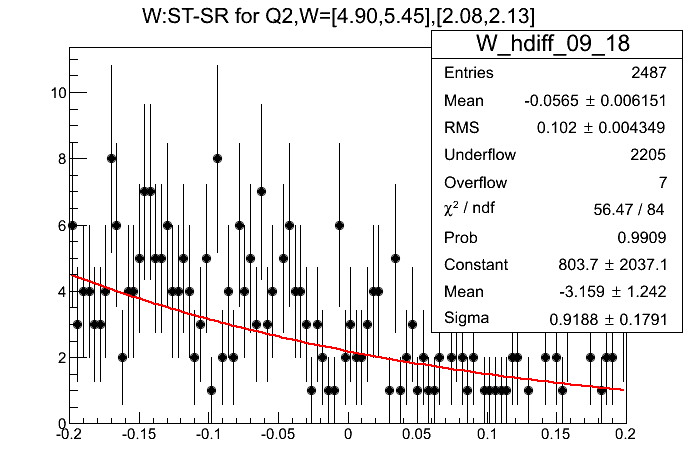 W:ST-SR for Q2,W=[4.90,5.45],[2.08,2.13]
W_hdiff_09_18
Entries 2487
Mean -0.0565 ± 0.006151
RMS 0.102 ± 0.004349
Underflow 2205
Overflow 7
χ² / ndf 56.47 / 84
Prob 0.9909
Constant 803.7 ± 2037.1
Mean -3.159 ± 1.242
Sigma 0.9188 ± 0.1791
10
8
6
4
2
0
-0.2 -0.15 -0.1 -0.05 0 0.05 0.1 0.15 0.2